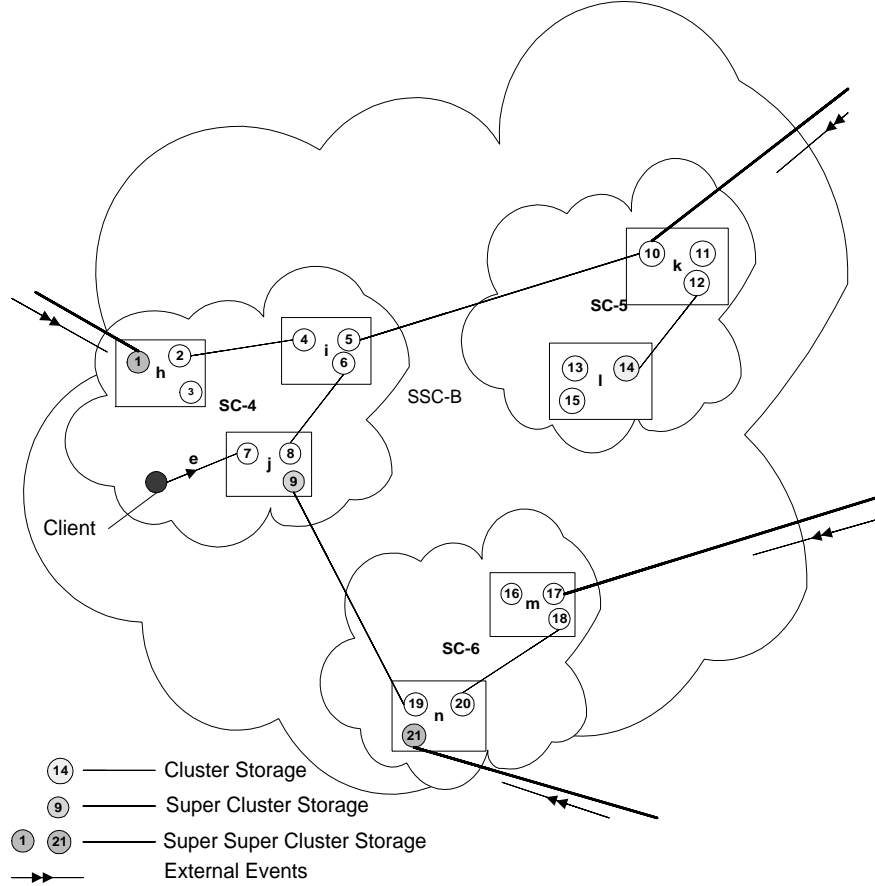 10
11
k
12
SC-5
4
5
i
6
1
2
h
3
13
14
l
15
SC-4
SSC-B
e
7
j
8
9
Client
16
m
17
18
SC-6
19
n
20
21
14 Cluster Storage
9 Super Cluster Storage
1 21 Super Super Cluster Storage
External Events